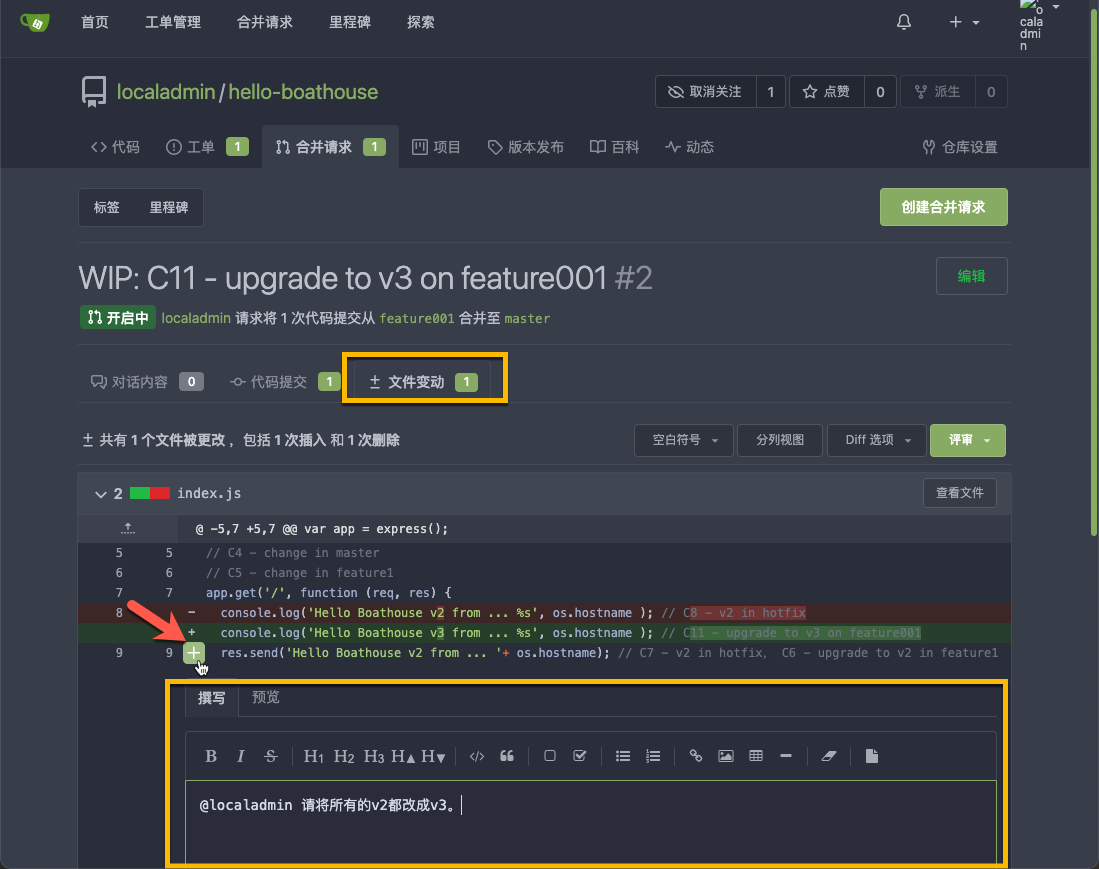 首页 工单管理 合并请求 里程碑 探索
localadmin
localadmin/hello-boathouse 取消关注 1 点赞 0 派生 0
代码 工单 1 合并请求 1 项目 版本发布 百科 动态 仓库设置
标签 里程碑 创建合并请求
WIP: C11 - upgrade to v3 on feature001 #2 编辑
开启中 localadmin 请求将 1 次代码提交从 feature001 合并至 master
对话内容 0 代码提交 1 文件变动 1
共有 1 个文件被更改，包括 1 次插入 和 1 次删除 空白符号 分列视图 Diff 选项 评审
2 index.js 查看文件
@ -5,7 +5,7 @@ var app = express();
5 5 // C4 - change in master
6 6 // C5 - change in feature1
7 7 app.get('/', function (req, res) {
8 - console.log('Hello Boathouse v2 from ... %s', os.hostname ); // C8 - v2 in hotfix
+ console.log('Hello Boathouse v3 from ... %s', os.hostname ); // C11 - upgrade to v3 on feature001
9 9 res.send('Hello Boathouse v2 from ... '+ os.hostname); // C7 - v2 in hotfix, C6 - upgrade to v2 in feature1
撰写 预览
B I S H1 H2 H3 H▲ H▼
@localadmin 请将所有的v2都改成v3。